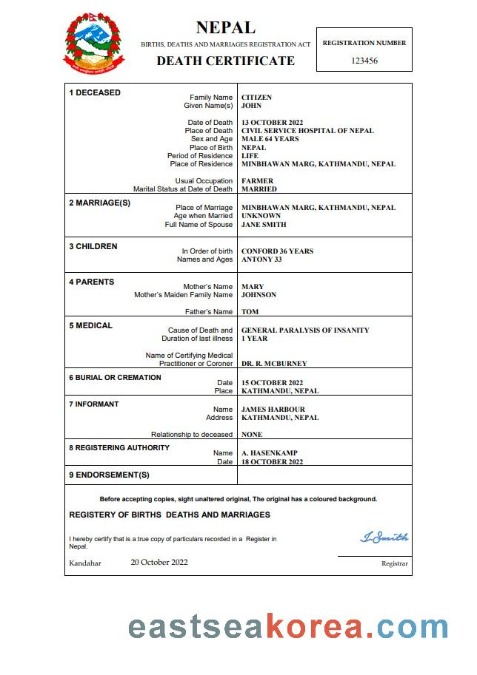 NEPAL
BIRTHS, DEATHS AND MARRIAGES REGISTRATION ACT
DEATH CERTIFICATE
REGISTRATION NUMBER
123456
1 DECEASED
Family Name CITIZEN
Given Name(s) JOHN
Date of Death 13 OCTOBER 2022
Place of Death CIVIL SERVICE HOSPITAL OF NEPAL
Sex and Age MALE 64 YEARS
Place of Birth NEPAL
Period of Residence LIFE
Place of Residence MINBHAWAN MARG, KATHMANDU, NEPAL
Usual Occupation FARMER
Marital Status at Date of Death MARRIED
2 MARRIAGE(S)
Place of Marriage MINBHAWAN MARG, KATHMANDU, NEPAL
Age when Married UNKNOWN
Full Name of Spouse JANE SMITH
3 CHILDREN
In Order of birth CONFORD 36 YEARS
Names and Ages ANTONY 33
4 PARENTS
Mother's Name MARY
Mother's Maiden Family Name JOHNSON
Father's Name TOM
5 MEDICAL
Cause of Death and GENERAL PARALYSIS OF INSANITY
Duration of last illness 1 YEAR
Name of Certifying Medical
Practitioner or Coroner DR. R. MCBURNEY
6 BURIAL OR CREMATION
Date 15 OCTOBER 2022
Place KATHMANDU, NEPAL
7 INFORMANT
Name JAMES HARBOUR
Address KATHMANDU, NEPAL
Relationship to deceased NONE
8 REGISTERING AUTHORITY
Name A. HASENKAMP
Date 18 OCTOBER 2022
9 ENDORSEMENT(S)
Before accepting copies, sight unaltered original, The original has a coloured background.
REGISTERY OF BIRTHS DEATHS AND MARRIAGES
I hereby certify that is a true copy of particulars recorded in a Register in
Nepal.
J.Smith
Kandahar 20 October 2022 Registrar
eastseakorea.com